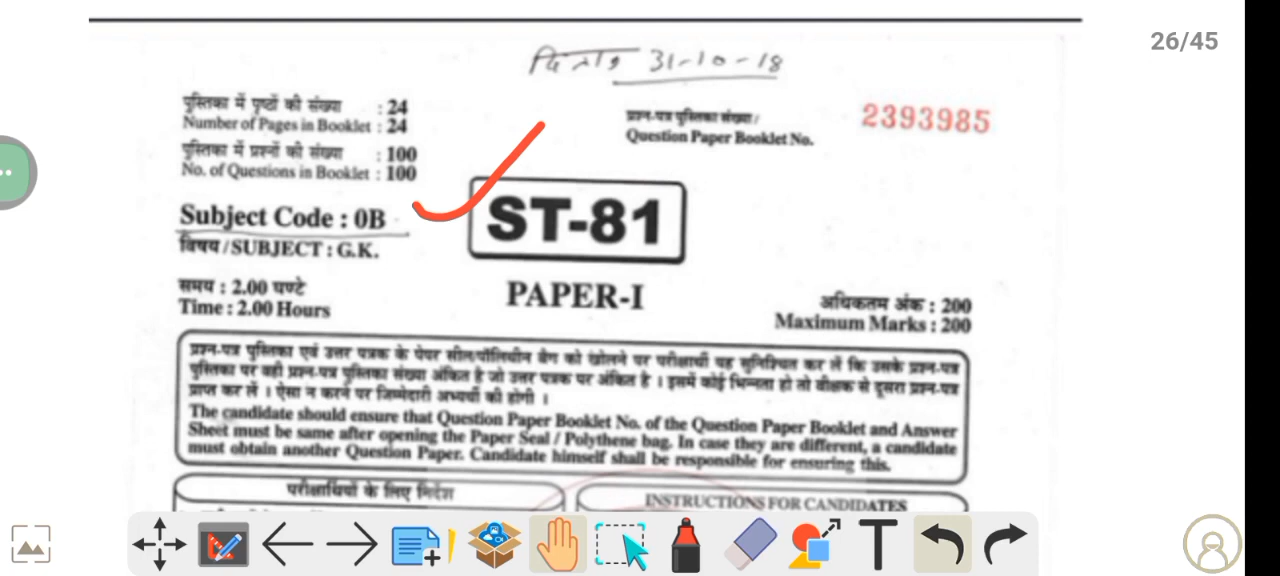 26/45
दिनांक 31-10-18
पुस्तिका में पृष्ठों की संख्या : 24
Number of Pages in Booklet : 24
पुस्तिका में प्रश्नों की संख्या : 100
No. of Questions in Booklet : 100
Subject Code : 0B
विषय / SUBJECT : G.K.
समय : 2.00 घण्टे
Time : 2.00 Hours
प्रश्न-पत्र पुस्तिका संख्या /
Question Paper Booklet No.
2393985
ST-81
PAPER-I
अधिकतम अंक : 200
Maximum Marks : 200
प्रश्न-पत्र पुस्तिका एवं उत्तर पत्रक के पेपर सील/पॉलिथीन बैग को खोलने पर परीक्षार्थी यह सुनिश्चित कर लें कि उसके प्रश्न-पत्र
पुस्तिका पर वही प्रश्न-पत्र पुस्तिका संख्या अंकित है जो उत्तर पत्रक पर अंकित है । इसमें कोई भिन्नता हो तो वीक्षक से दूसरा प्रश्न-पत्र
प्राप्त कर लें । ऐसा न करने पर जिम्मेदारी अभ्यर्थी की होगी ।
The candidate should ensure that Question Paper Booklet No. of the Question Paper Booklet and Answer
Sheet must be same after opening the Paper Seal / Polythene bag. In case they are different, a candidate
must obtain another Question Paper. Candidate himself shall be responsible for ensuring this.
परीक्षार्थियों के लिए निर्देश
INSTRUCTIONS FOR CANDIDATES